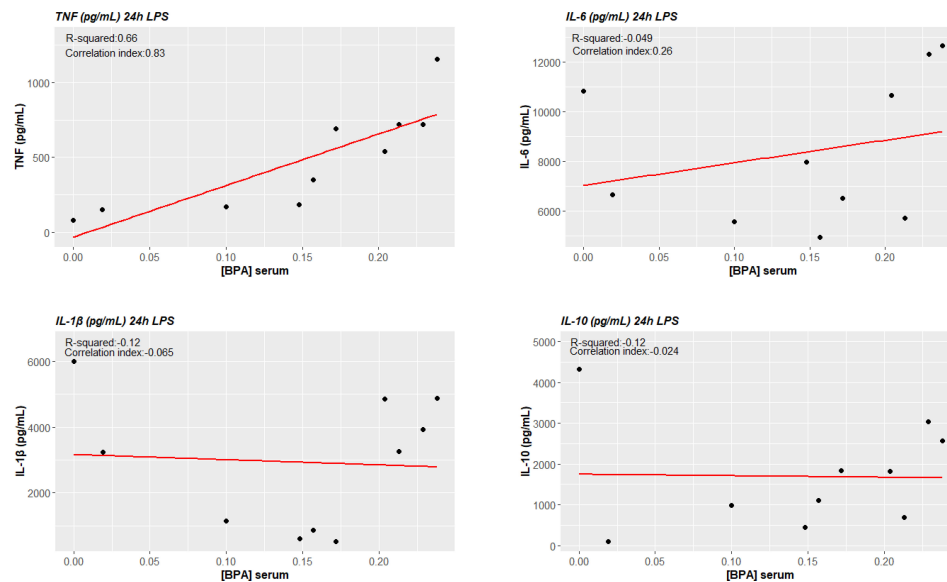 TNF (pg/mL) 24h LPS
R-squared:0.66
Correlation index:0.83
TNF (pg/mL)
1000
500
0
0.00 0.05 0.10 0.15 0.20
[BPA] serum
IL-6 (pg/mL) 24h LPS
R-squared:-0.049
Correlation index:0.26
IL-6 (pg/mL)
12000
10000
8000
6000
0.00 0.05 0.10 0.15 0.20
[BPA] serum
IL-1β (pg/mL) 24h LPS
R-squared:-0.12
Correlation index:-0.065
IL-1β (pg/mL)
6000
4000
2000
0.00 0.05 0.10 0.15 0.20
[BPA] serum
IL-10 (pg/mL) 24h LPS
R-squared:-0.12
Correlation index:-0.024
IL-10 (pg/mL)
5000
4000
3000
2000
1000
0
0.00 0.05 0.10 0.15 0.20
[BPA] serum